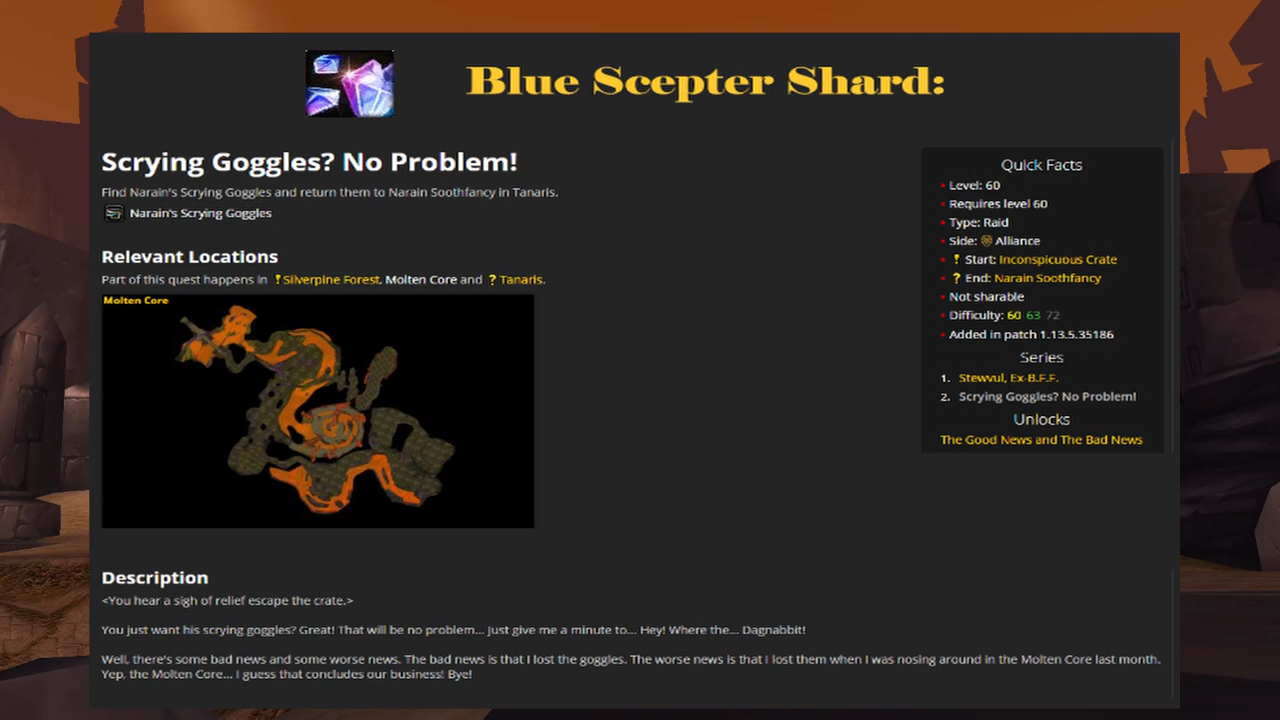 Blue Scepter Shard:
Scrying Goggles? No Problem!
Find Narain's Scrying Goggles and return them to Narain Soothfancy in Tanaris.
Narain's Scrying Goggles
Relevant Locations
Part of this quest happens in Silverpine Forest, Molten Core and Tanaris.
Molten Core
Quick Facts
Level: 60
Requires level 60
Type: Raid
Side: Alliance
Start: Inconspicuous Crate
End: Narain Soothfancy
Not sharable
Difficulty: 60 63 72
Added in patch 1.13.5.35186
Series
1. Stewvul, Ex-B.F.F.
2. Scrying Goggles? No Problem!
Unlocks
The Good News and The Bad News
Description
<You hear a sigh of relief escape the crate.>
You just want his scrying goggles? Great! That will be no problem... Just give me a minute to... Hey! Where the... Dagnabbit!
Well, there's some bad news and some worse news. The bad news is that I lost the goggles. The worse news is that I lost them when I was nosing around in the Molten Core last month.
Yep, the Molten Core... I guess that concludes our business! Bye!